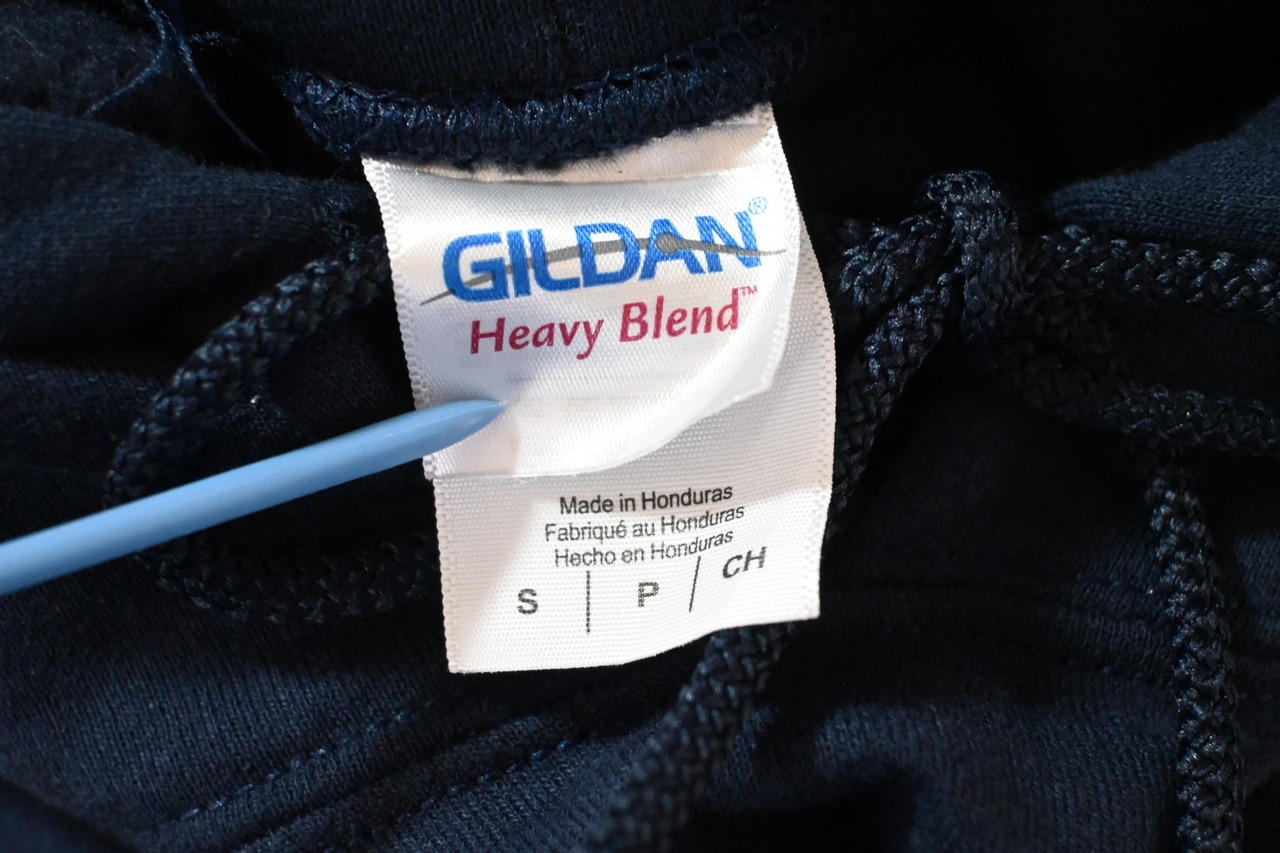 GILDAN®
Heavy Blend™
Made in Honduras
Fabriqué au Honduras
Hecho en Honduras
S | P | CH